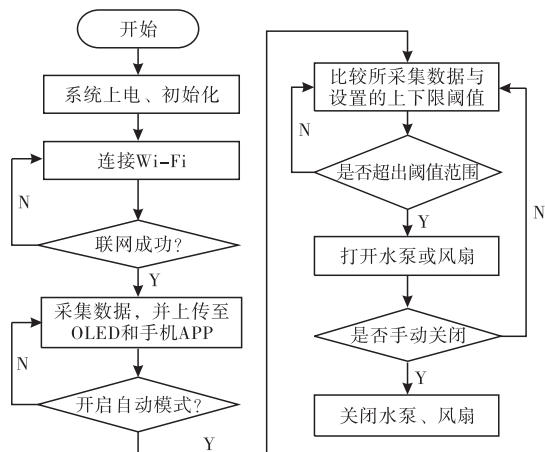 开始
系统上电、初始化
连接Wi-Fi
N
联网成功?
Y
采集数据，并上传至
OLED和手机APP
N
开启自动模式?
Y
比较所采集数据与
设置的上下限阈值
N
是否超出阈值范围
Y
N
打开水泵或风扇
是否手动关闭
Y
关闭水泵、风扇